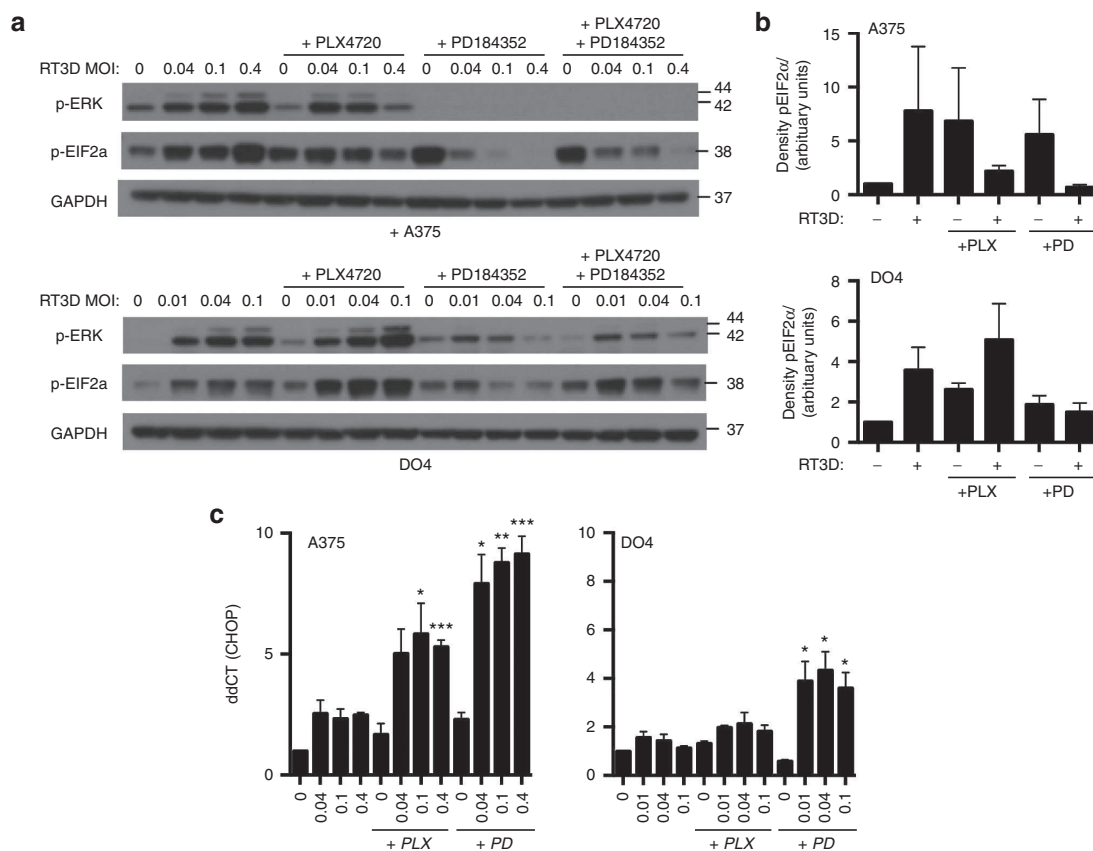 a
+ PLX4720
+ PD184352
+ PLX4720
+ PD184352
RT3D MOI: 0 0.04 0.1 0.4 0 0.04 0.1 0.4 0 0.04 0.1 0.4 0 0.04 0.1 0.4
p-ERK
44
42
p-EIF2a
38
GAPDH
37
+ A375
+ PLX4720
+ PD184352
+ PLX4720
+ PD184352
RT3D MOI: 0 0.01 0.04 0.1 0 0.01 0.04 0.1 0 0.01 0.04 0.1 0 0.01 0.04 0.1
p-ERK
44
42
p-EIF2a
38
GAPDH
37
DO4
b
A375
Density pEIF2α/
(arbituary units)
15
10
5
0
RT3D: – + – + – +
+PLX +PD
DO4
Density pEIF2α/
(arbituary units)
8
6
4
2
0
RT3D: – + – + – +
+PLX +PD
c
A375
ddCT (CHOP)
10
5
0
* *** * ** ***
0 0.04 0.1 0.4 0 0.04 0.1 0.4 0 0.04 0.1 0.4
+ PLX + PD
DO4
10
8
6
4
2
0
* * *
0 0.01 0.04 0.1 0 0.01 0.04 0.1 0 0.01 0.04 0.1
+ PLX + PD